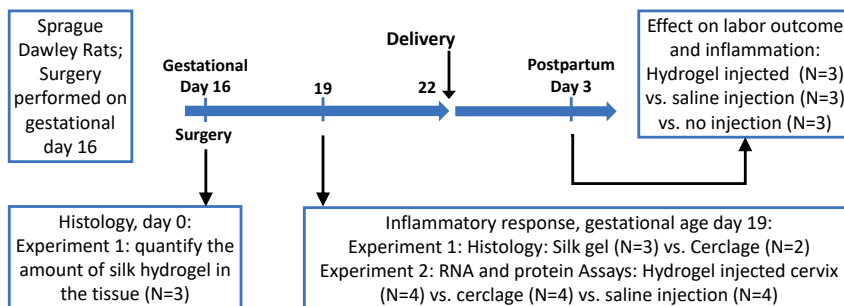 Sprague
Dawley Rats;
Surgery
performed on
gestational
day 16
Gestational
Day 16
19
22
Delivery
Postpartum
Day 3
Surgery
Effect on labor outcome
and inflammation:
Hydrogel injected (N=3)
vs. saline injection (N=3)
vs. no injection (N=3)
Histology, day 0:
Experiment 1: quantify the
amount of silk hydrogel in
the tissue (N=3)
Inflammatory response, gestational age day 19:
Experiment 1: Histology: Silk gel (N=3) vs. Cerclage (N=2)
Experiment 2: RNA and protein Assays: Hydrogel injected cervix
(N=4) vs. cerclage (N=4) vs. saline injection (N=4)